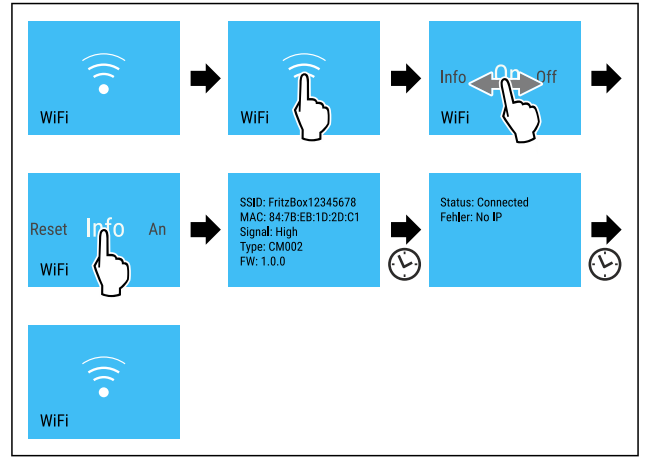 WiFi
WiFi
Info On Off
WiFi
Reset Info An
WiFi
SSID: FritzBox12345678
MAC: 84:7B:EB:1D:2D:C1
Signal: High
Type: CM002
FW: 1.0.0
Status: Connected
Fehler: No IP
WiFi